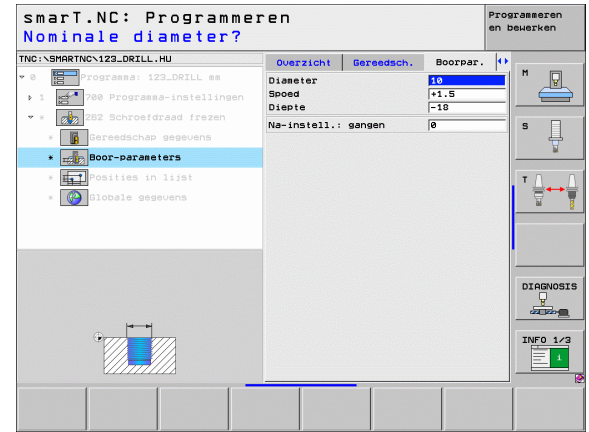 smarT.NC: Programmeren
Programmeren en bewerken
Nominale diameter?
TNC:\SMARTNC\123_DRILL.HU
Overzicht Gereedsch. Boorpar.
0 Programma: 123_DRILL mm
1 700 Programma-instellingen
* 262 Schroefdraad frezen
* Gereedschap gegevens
* Boor-parameters
* Posities in lijst
* Globale gegevens
Diameter 10
Spoed +1.5
Diepte -18
Na-instell.: gangen 0
M
S
T
DIAGNOSIS
INFO 1/3
i